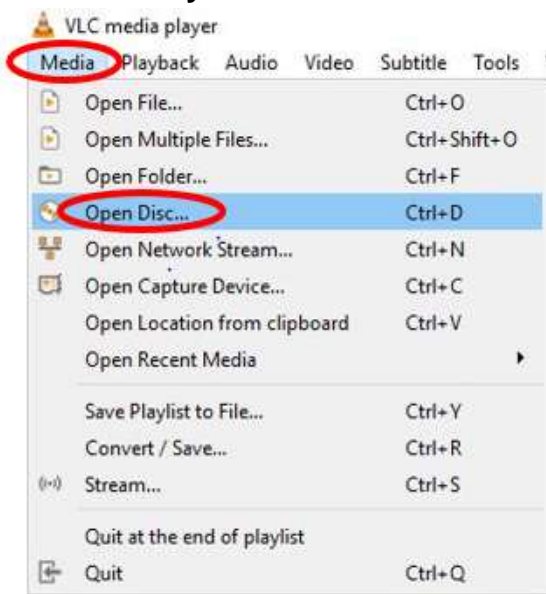 VLC media player
Media Playback Audio Video Subtitle Tools
Open File... Ctrl+O
Open Multiple Files... Ctrl+Shift+O
Open Folder... Ctrl+F
Open Disc... Ctrl+D
Open Network Stream... Ctrl+N
Open Capture Device... Ctrl+C
Open Location from clipboard Ctrl+V
Open Recent Media
Save Playlist to File... Ctrl+Y
Convert / Save... Ctrl+R
Stream... Ctrl+S
Quit at the end of playlist
Quit Ctrl+Q